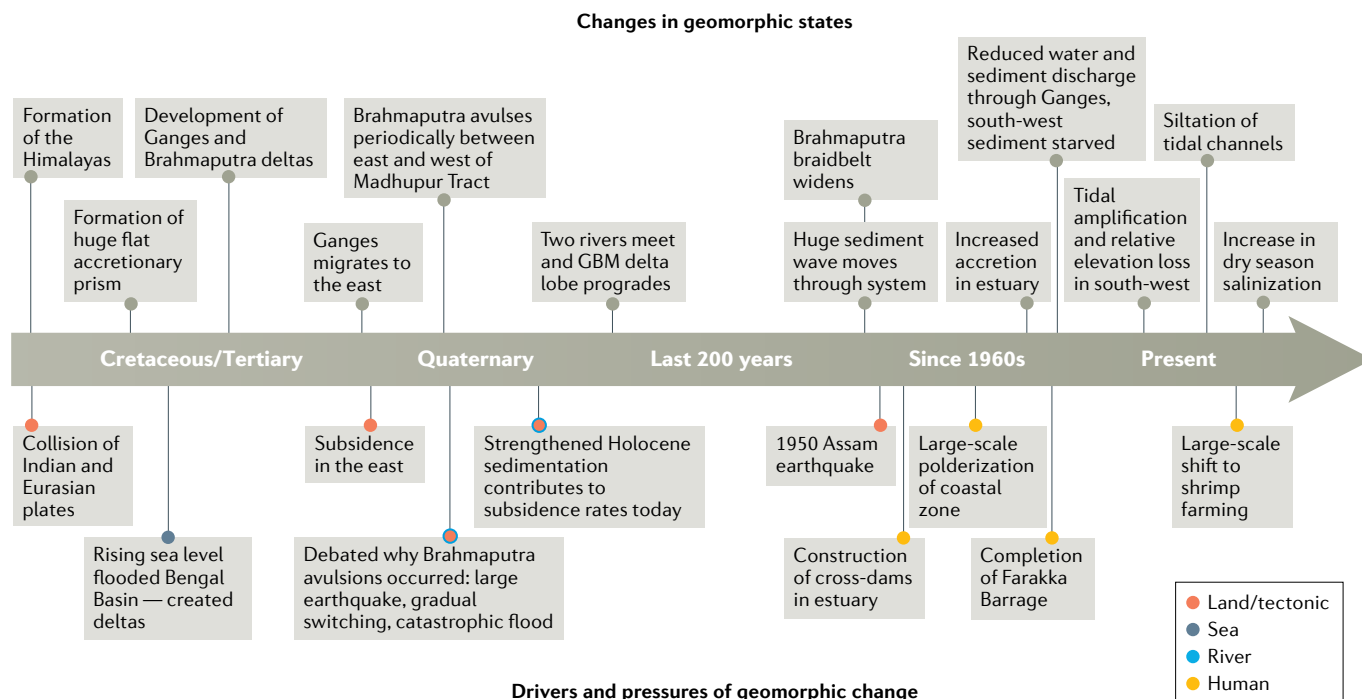 Changes in geomorphic states
Formation
of the
Himalayas
Development of
Ganges and
Brahmaputra deltas
Brahmaputra avulses
periodically between
east and west of
Madhupur Tract
Brahmaputra
braidbelt
widens
Reduced water and
sediment discharge
through Ganges,
south-west
sediment starved
Siltation of
tidal channels
Formation of
huge flat
accretionary
prism
Ganges
migrates to
the east
Two rivers meet
and GBM delta
lobe progrades
Huge sediment
wave moves
through system
Increased
accretion
in estuary
Tidal
amplification
and relative
elevation loss
in south-west
Increase in
dry season
salinization
Cretaceous/Tertiary
Quaternary
Last 200 years
Since 1960s
Present
Collision of
Indian and
Eurasian
plates
Subsidence
in the east
Strengthened Holocene
sedimentation
contributes to
subsidence rates today
1950 Assam
earthquake
Large-scale
polderization
of coastal
zone
Large-scale
shift to
shrimp
farming
Rising sea level
flooded Bengal
Basin — created
deltas
Debated why Brahmaputra
avulsions occurred: large
earthquake, gradual
switching, catastrophic flood
Construction
of cross-dams
in estuary
Completion
of Farakka
Barrage
Land/tectonic
Sea
River
Human
Drivers and pressures of geomorphic change